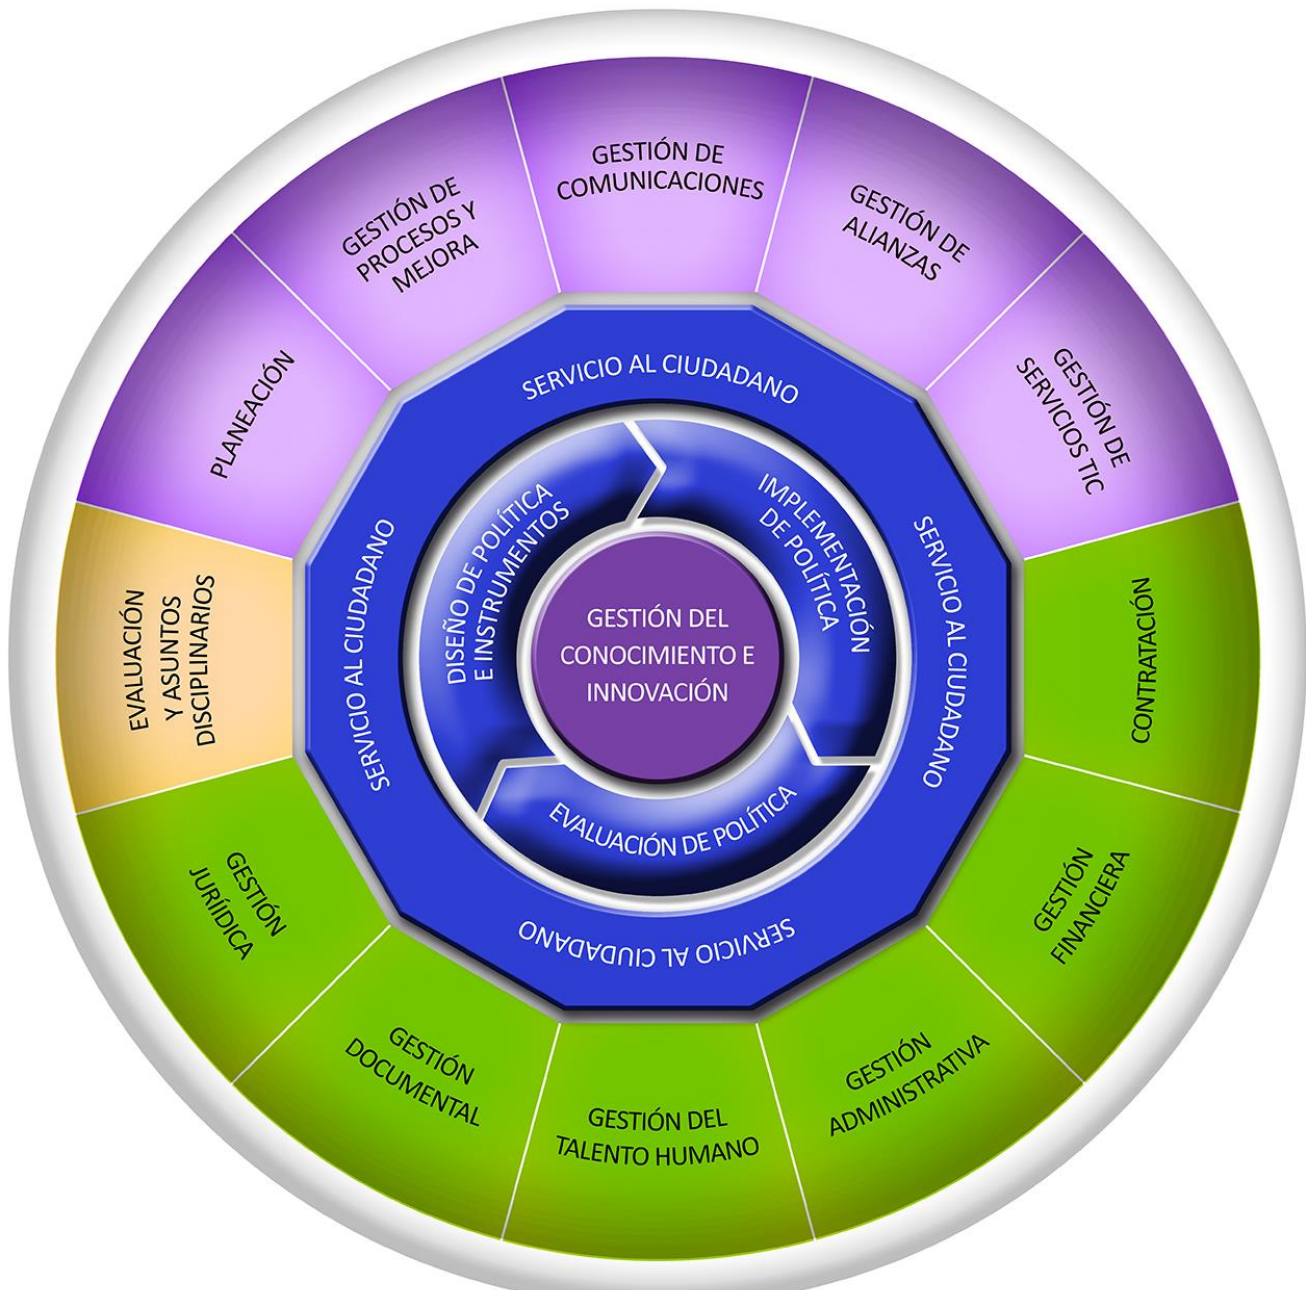 GESTIÓN DE
COMUNICACIONES
GESTIÓN DE
ALIANZAS
GESTIÓN DE
SERVICIOS TIC
CONTRATACIÓN
GESTIÓN
FINANCIERA
GESTIÓN
ADMINISTRATIVA
GESTIÓN DEL
TALENTO HUMANO
GESTIÓN
DOCUMENTAL
GESTIÓN
JURÍIDICA
EVALUACIÓN
Y ASUNTOS
DISCIPLINARIOS
PLANEACIÓN
GESTIÓN DE
PROCESOS Y
MEJORA
SERVICIO AL CIUDADANO
SERVICIO AL CIUDADANO
SERVICIO AL CIUDADANO
SERVICIO AL CIUDADANO
DISEÑO DE POLÍTICA
E INSTRUMENTOS
IMPLEMENTACIÓN
DE POLÍTICA
EVALUACIÓN DE POLÍTICA
GESTIÓN DEL
CONOCIMIENTO E
INNOVACIÓN